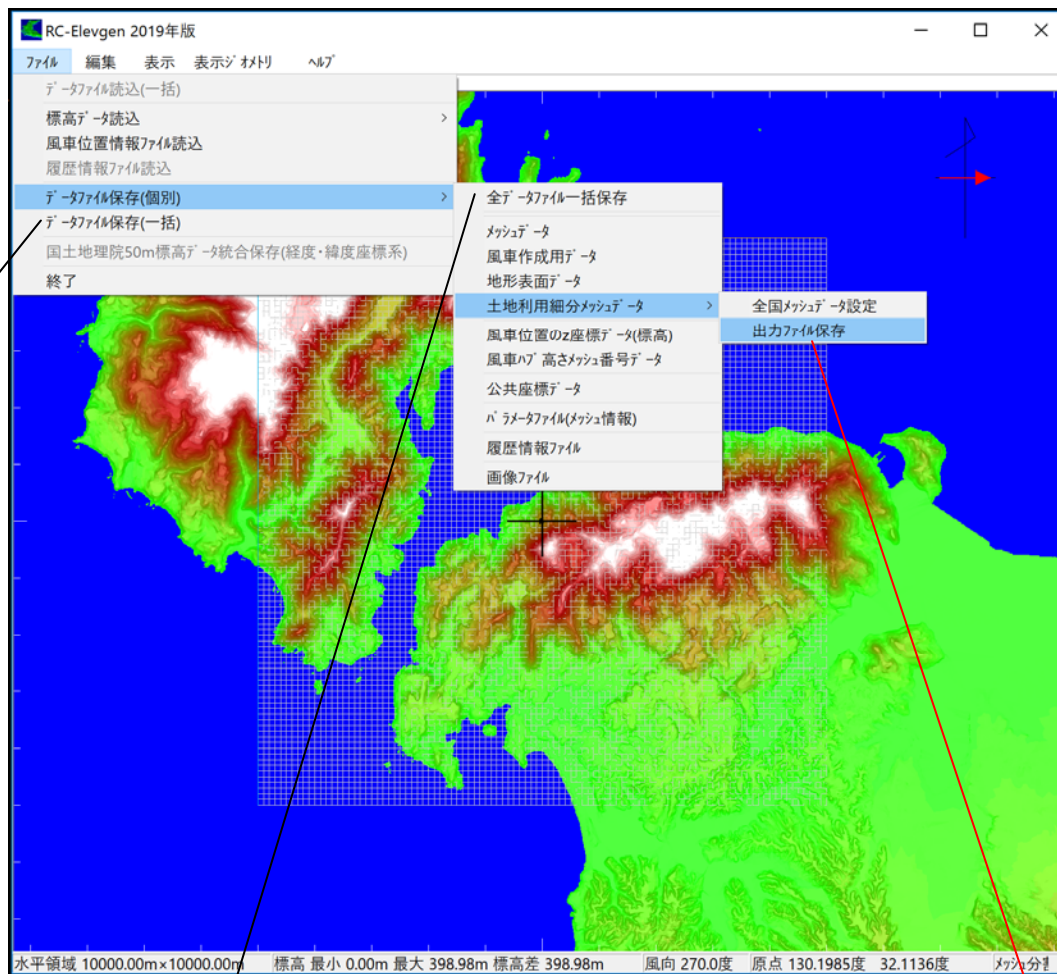 RC-Elevgen 2019年版
ファイル 編集 表示 表示ジオメトリ ヘルプ
データファイル読込(一括)
標高データ読込
風車位置情報ファイル読込
履歴情報ファイル読込
データファイル保存(個別)
データファイル保存(一括)
国土地理院50m標高データ統合保存(経度・緯度座標系)
終了
全データファイル一括保存
メッシュデータ
風車作成用データ
地形表面データ
土地利用細分メッシュデータ
風車位置のz座標データ(標高)
風車ハブ高さメッシュ番号データ
公共座標データ
パラメータファイル(メッシュ情報)
履歴情報ファイル
画像ファイル
全国メッシュデータ設定
出力ファイル保存
水平領域 10000.00m×10000.00m 標高 最小 0.00m 最大 398.98m 標高差 398.98m 風向 270.0度 原点 130.1985度 32.1136度 メッシュ分割